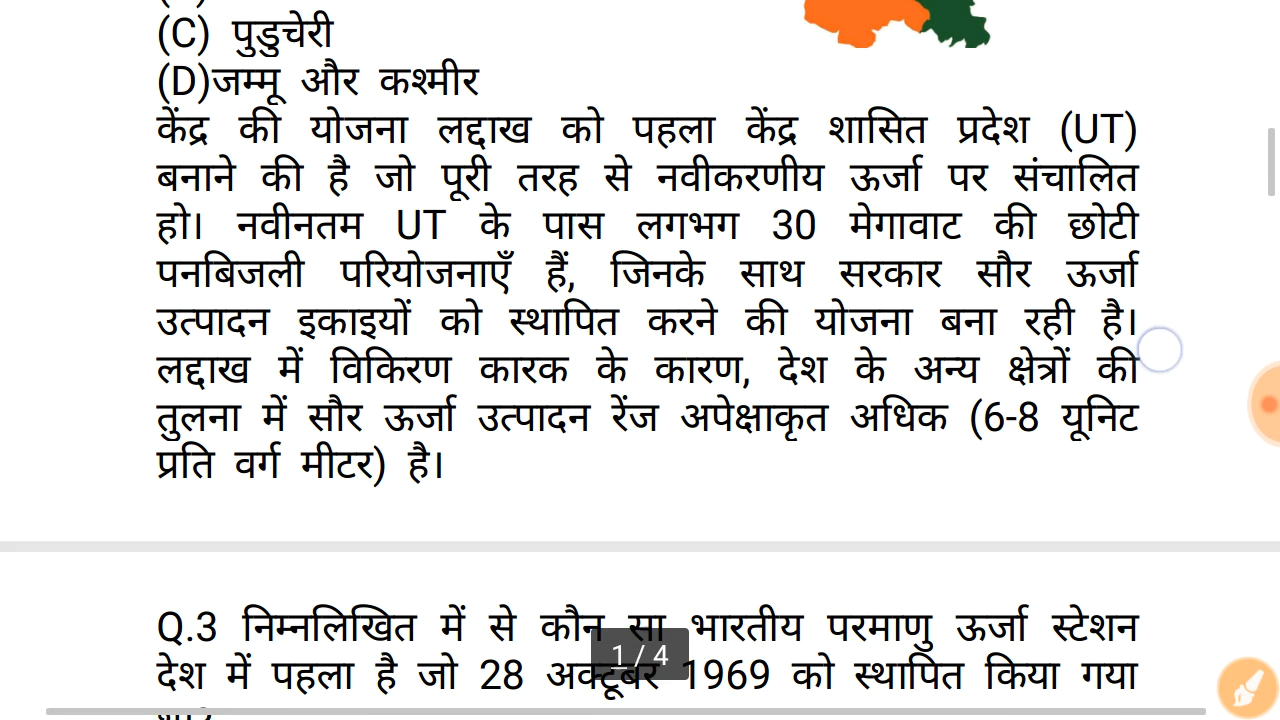 (C) पुडुचेरी
(D)जम्मू और कश्मीर
केंद्र की योजना लद्दाख को पहला केंद्र शासित प्रदेश (UT)
बनाने की है जो पूरी तरह से नवीकरणीय ऊर्जा पर संचालित
हो। नवीनतम UT के पास लगभग 30 मेगावाट की छोटी
पनबिजली परियोजनाएँ हैं, जिनके साथ सरकार सौर ऊर्जा
उत्पादन इकाइयों को स्थापित करने की योजना बना रही है।
लद्दाख में विकिरण कारक के कारण, देश के अन्य क्षेत्रों की
तुलना में सौर ऊर्जा उत्पादन रेंज अपेक्षाकृत अधिक (6-8 यूनिट
प्रति वर्ग मीटर) है।
Q.3 निम्नलिखित में से कौन सा भारतीय परमाणु ऊर्जा स्टेशन
1 / 4
देश में पहला है जो 28 अक्टूबर 1969 को स्थापित किया गया